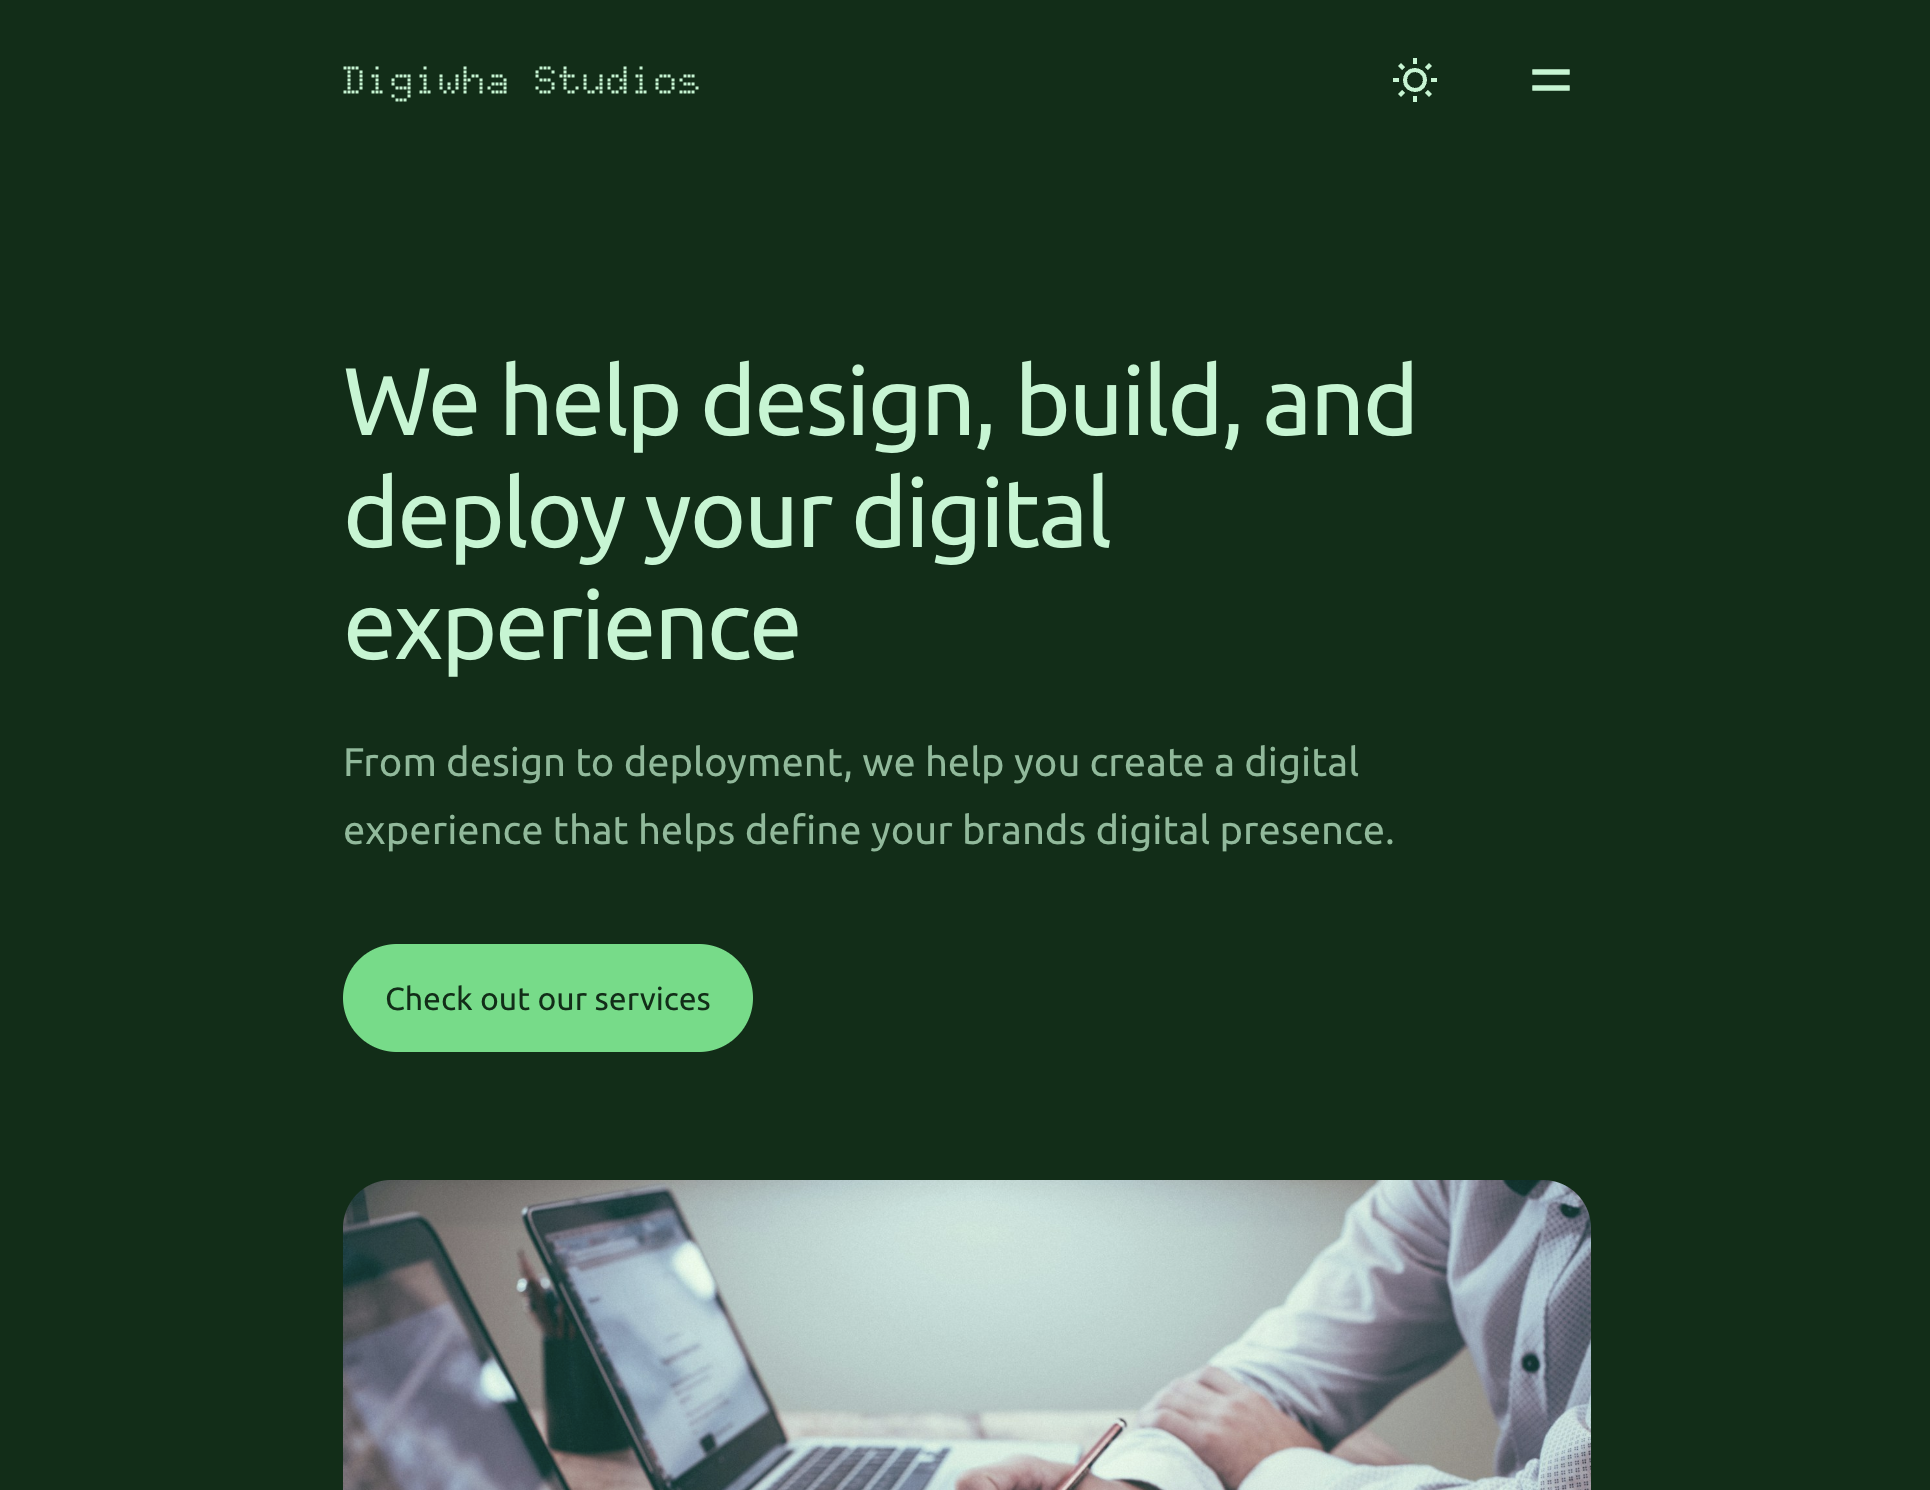 Digiwha Studios
We help design, build, and
deploy your digital
experience
From design to deployment, we help you create a digital
experience that helps define your brands digital presence.
Check out our services